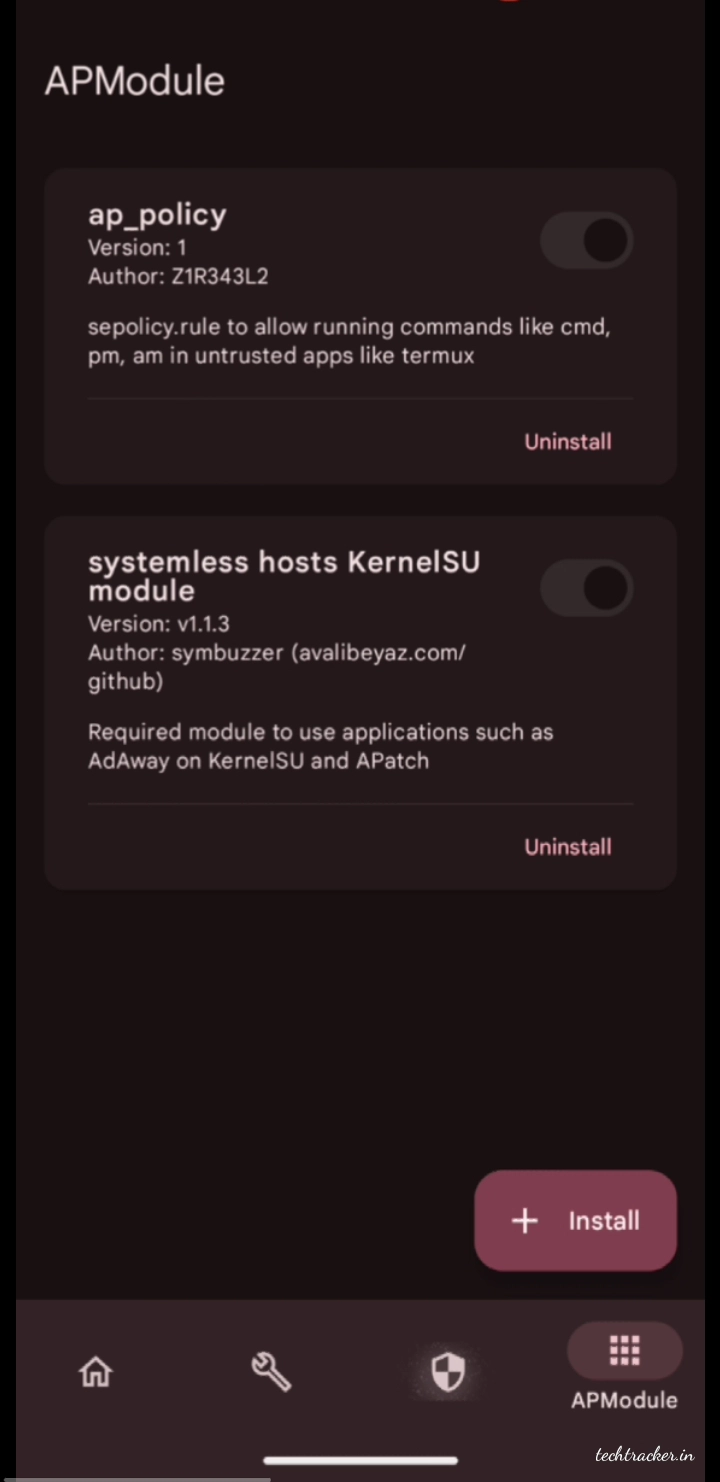 APModule
ap_policy
Version: 1
Author: Z1R343L2
sepolicy.rule to allow running commands like cmd,
pm, am in untrusted apps like termux
Uninstall
systemless hosts KernelSU
module
Version: v1.1.3
Author: symbuzzer (avalibeyaz.com/
github)
Required module to use applications such as
AdAway on KernelSU and APatch
Uninstall
Install
APModule
techtracker.in